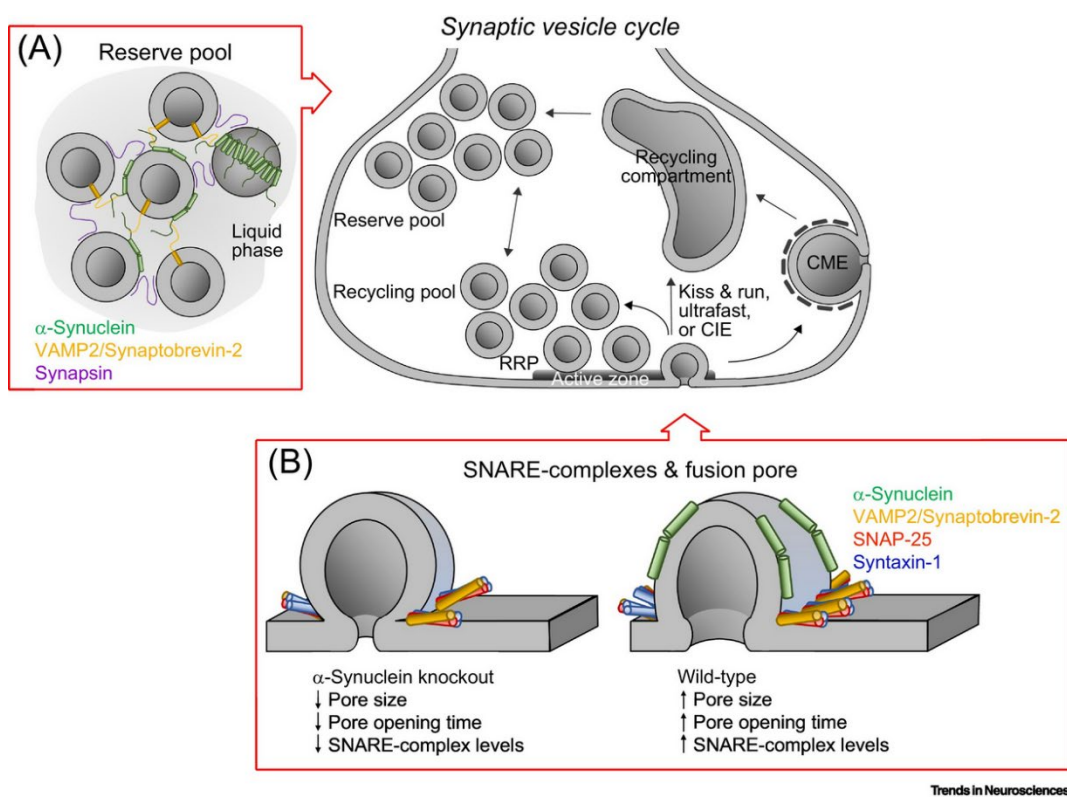 Synaptic vesicle cycle
(A)
Reserve pool
Liquid
phase
α-Synuclein
VAMP2/Synaptobrevin-2
Synapsin
Reserve pool
Recycling
compartment
CME
Recycling pool
Kiss & run,
ultrafast,
or CIE
RRP
Active zone
(B)
SNARE-complexes & fusion pore
α-Synuclein
VAMP2/Synaptobrevin-2
SNAP-25
Syntaxin-1
α-Synuclein knockout
↓ Pore size
↓ Pore opening time
↓ SNARE-complex levels
Wild-type
↑ Pore size
↑ Pore opening time
↑ SNARE-complex levels
Trends in Neurosciences